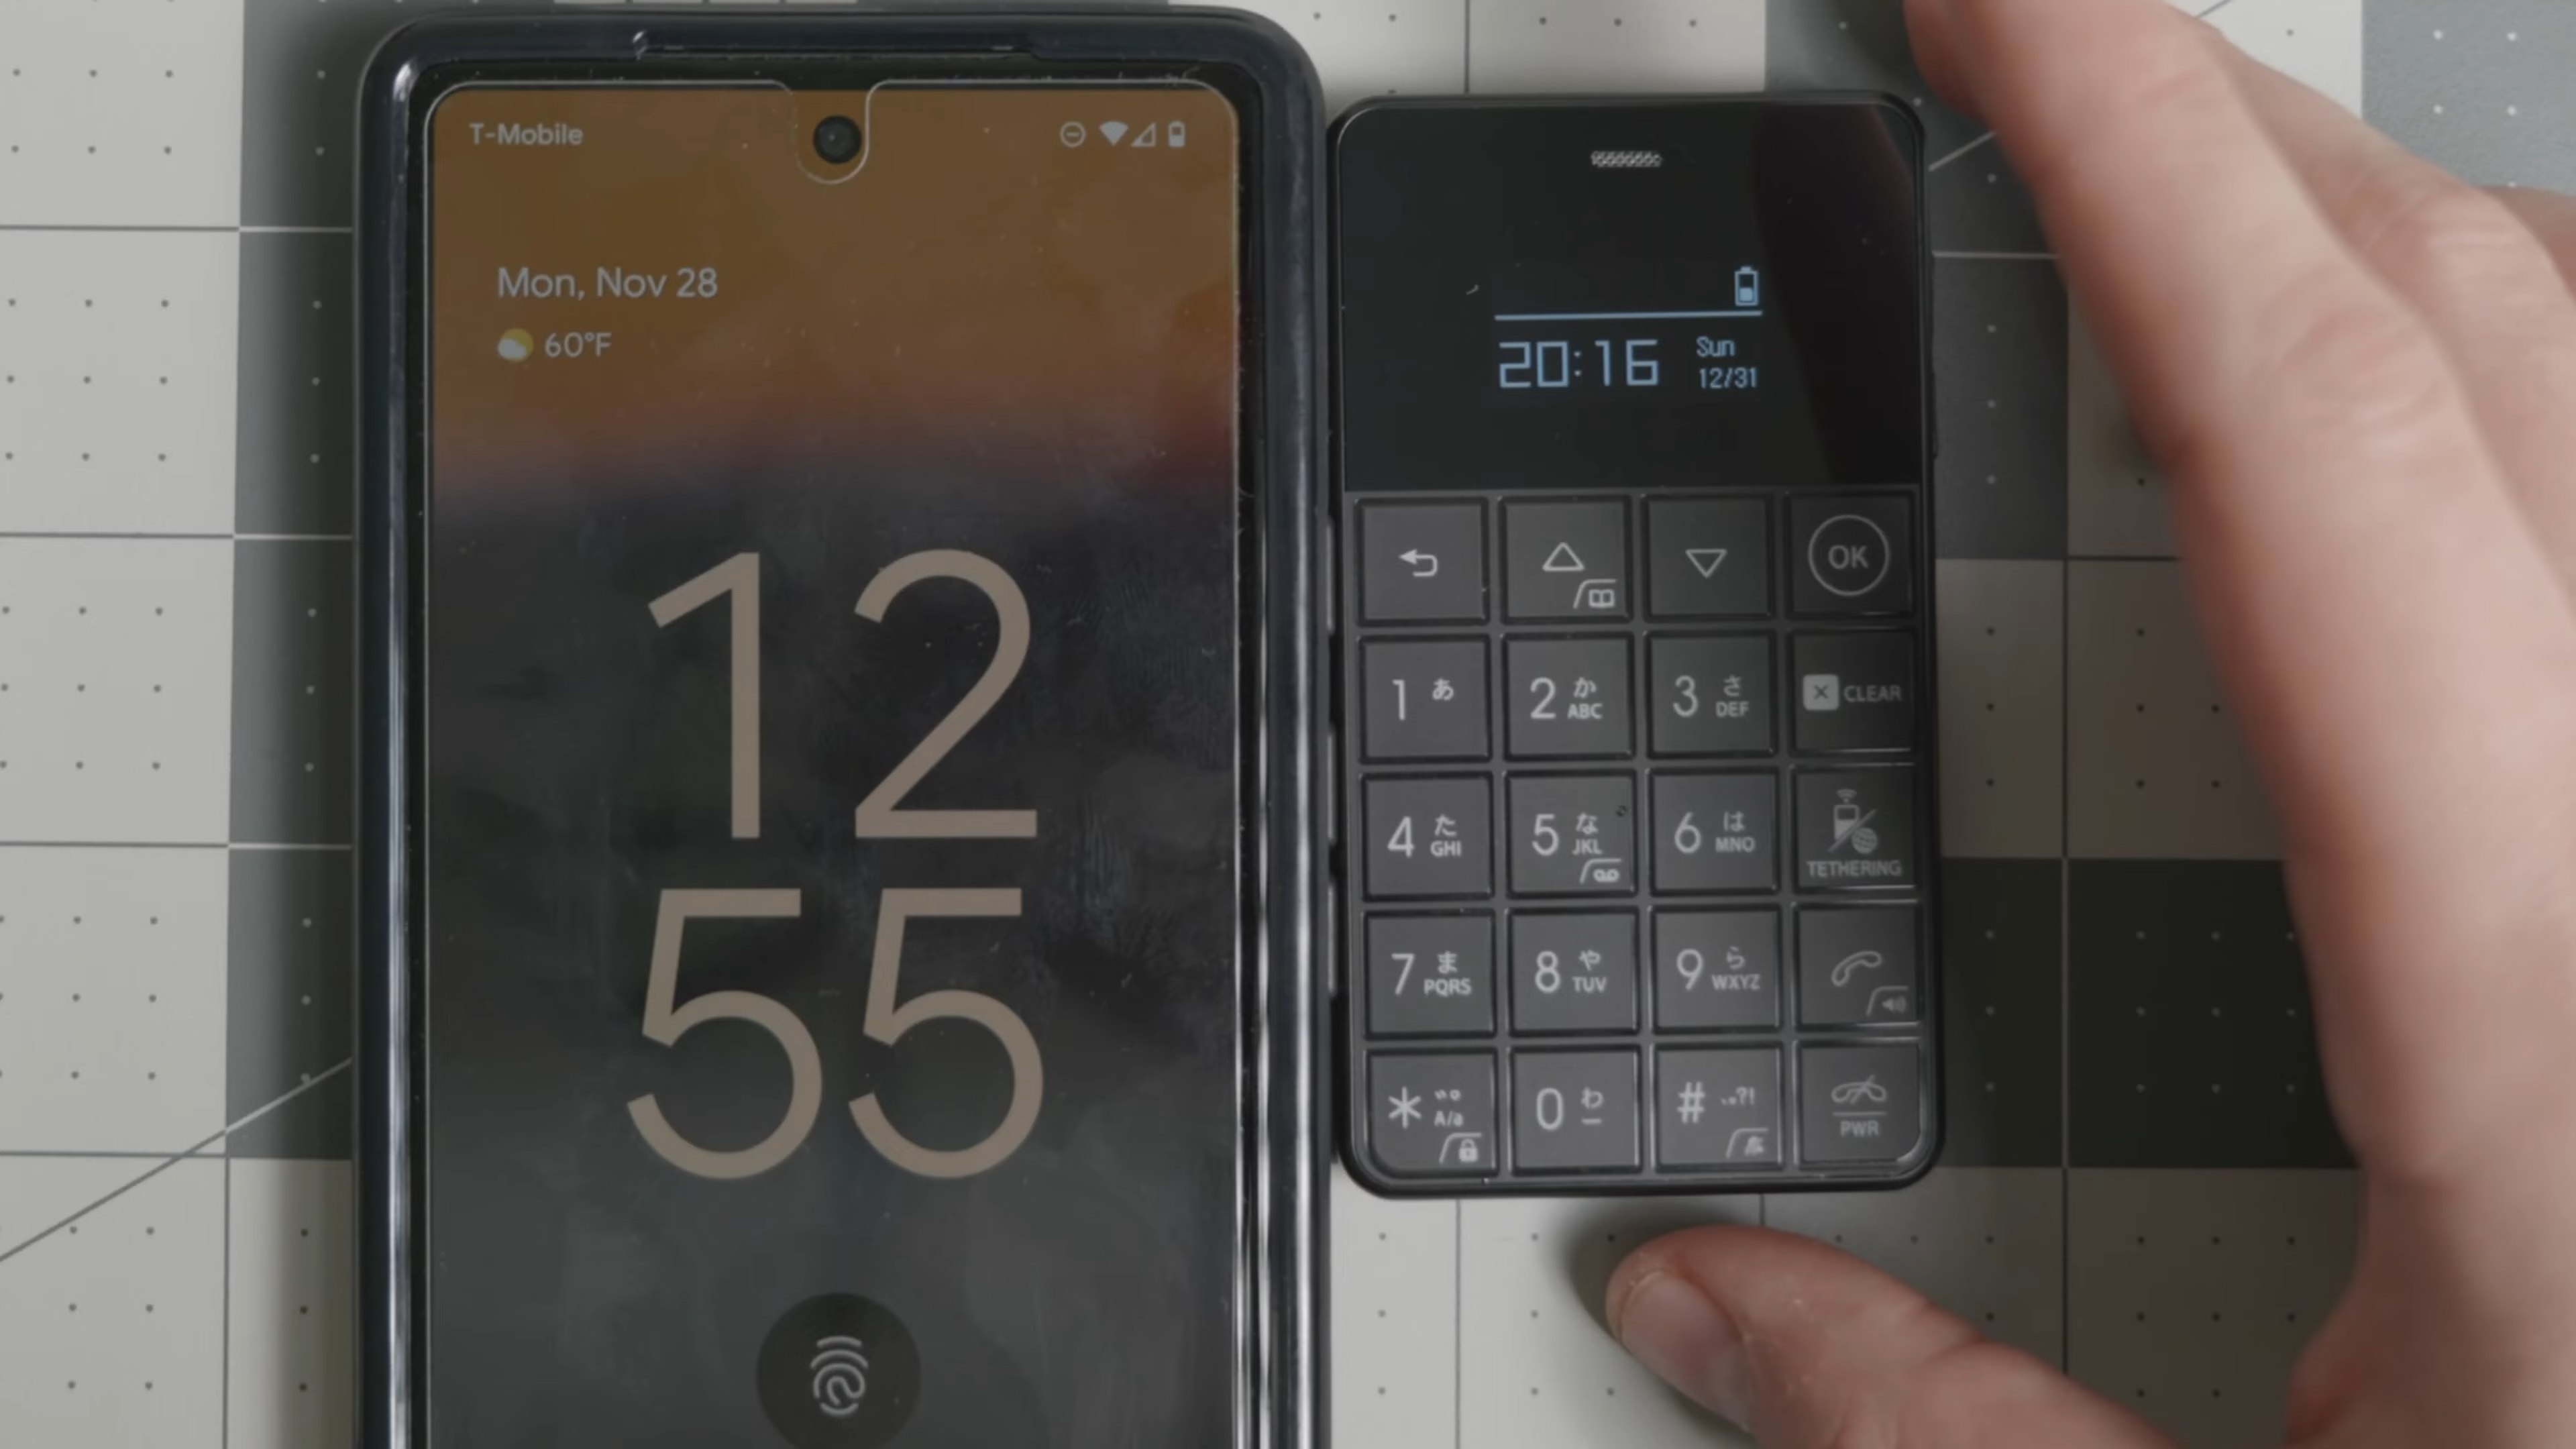 T-Mobile
Mon, Nov 28
60°F
12
55
20:16
Sun
12/31
OK
1 あ
2 か ABC
3 さ DEF
CLEAR
4 た GHI
5 な JKL
6 は MNO
TETHERING
7 ま PQRS
8 や TUV
9 ら WXYZ
* ゛゜ A/a
0 わ ー
# 、。?!
PWR